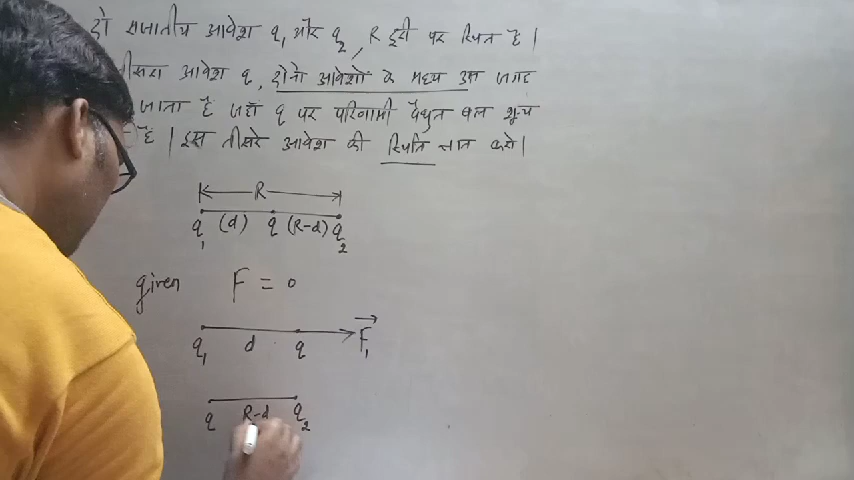 दो सजातीय आवेश q₁ और q₂, R दूरी पर स्थित है।
तीसरा आवेश q, दोनो आवेशों के मध्य उस जगह
जाता है जहाँ q पर परिणामी वैधुत बल शून्य
है। इस तीसरे आवेश की स्थिति ज्ञात करो।
R
q₁ (d) q (R-d) q₂
given F = 0
q₁ d q F₁
q R-d q₂